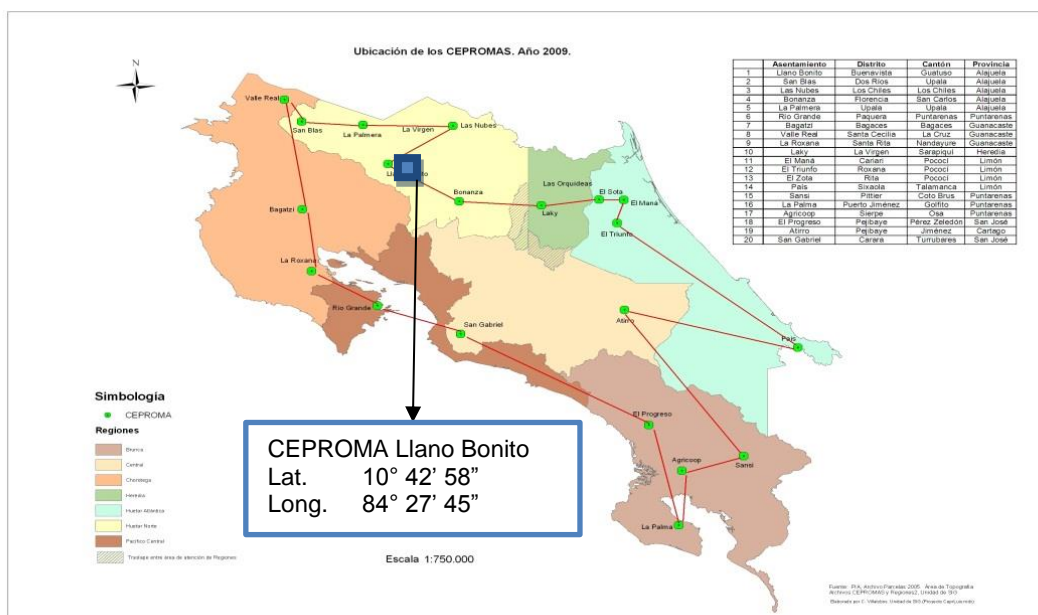 Ubicación de los CEPROMAS. Año 2009.
N
Asentamiento Distrito Cantón Provincia
1 Llano Bonito Buenavista Guatuso Alajuela
2 San Blas Dos Ríos Upala Alajuela
3 Las Nubes Los Chiles Los Chiles Alajuela
4 Bonanza Florencia San Carlos Alajuela
5 La Palmera Upala Upala Alajuela
6 Río Grande Paquera Puntarenas Puntarenas
7 Bagatzi Bagaces Bagaces Guanacaste
8 Valle Real Santa Cecilia La Cruz Guanacaste
9 La Roxana Santa Rita Nandayure Guanacaste
10 Laky La Virgen Sarapiquí Heredia
11 El Maná Cariari Pococí Limón
12 El Triunfo Roxana Pococí Limón
13 El Zota Rita Pococí Limón
14 País Sixaola Talamanca Limón
15 Sansi Pittier Coto Brus Puntarenas
16 La Palma Puerto Jiménez Golfito Puntarenas
17 Agricoop Sierpe Osa Puntarenas
18 El Progreso Pejibaye Pérez Zeledón San José
19 Atirro Pejibaye Jiménez Cartago
20 San Gabriel Carara Turrubares San José
Valle Real
San Blas
La Palmera
La Virgen
Las Nubes
Bonanza
Las Orquideas
Laky
El Sota
El Maná
El Triunfo
Bagatzi
La Roxana
Río Grande
San Gabriel
Atirro
País
El Progreso
Agricoop
Sansi
La Palma
Simbología
CEPROMA
Regiones
Brunca
Central
Chorotega
Heredia
Huetar Atlántica
Huetar Norte
Pacífico Central
Traslape entre área de atención de Regiones
CEPROMA Llano Bonito
Lat. 10° 42’ 58”
Long. 84° 27’ 45”
Escala 1:750.000